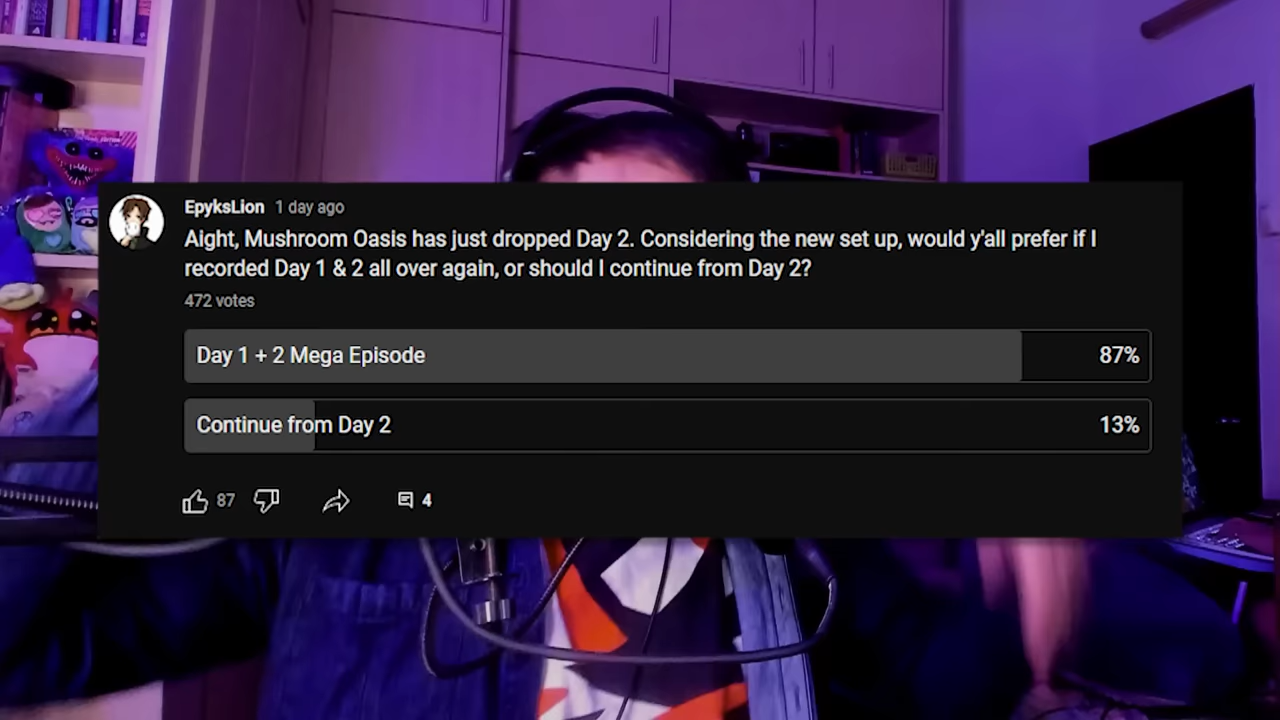 EpyksLion 1 day ago
Aight, Mushroom Oasis has just dropped Day 2. Considering the new set up, would y'all prefer if I
recorded Day 1 & 2 all over again, or should I continue from Day 2?
472 votes
Day 1 + 2 Mega Episode 87%
Continue from Day 2 13%
87 4